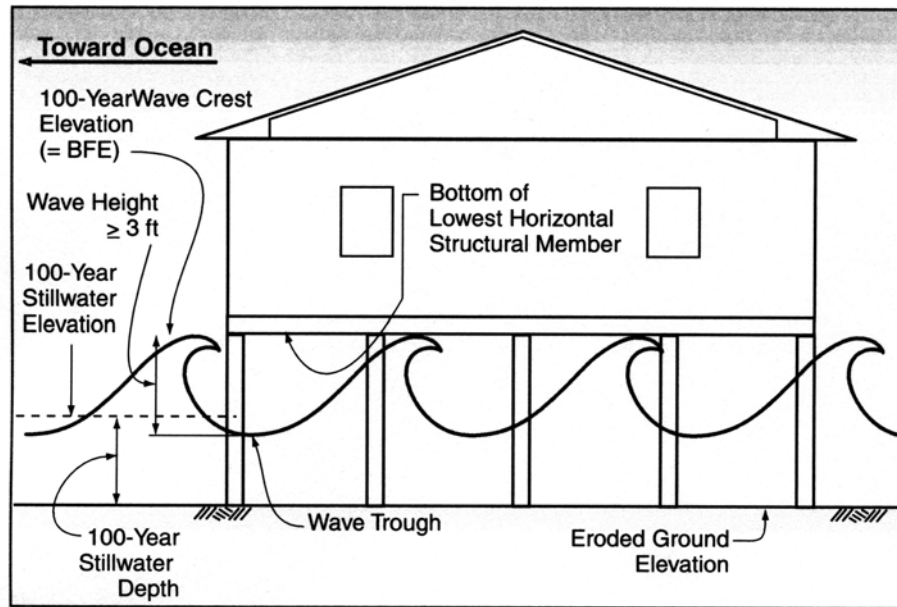 Toward Ocean
100-YearWave Crest
Elevation
(= BFE)
Wave Height
≥ 3 ft
100-Year
Stillwater
Elevation
Bottom of
Lowest Horizontal
Structural Member
Wave Trough
100-Year
Stillwater
Depth
Eroded Ground
Elevation